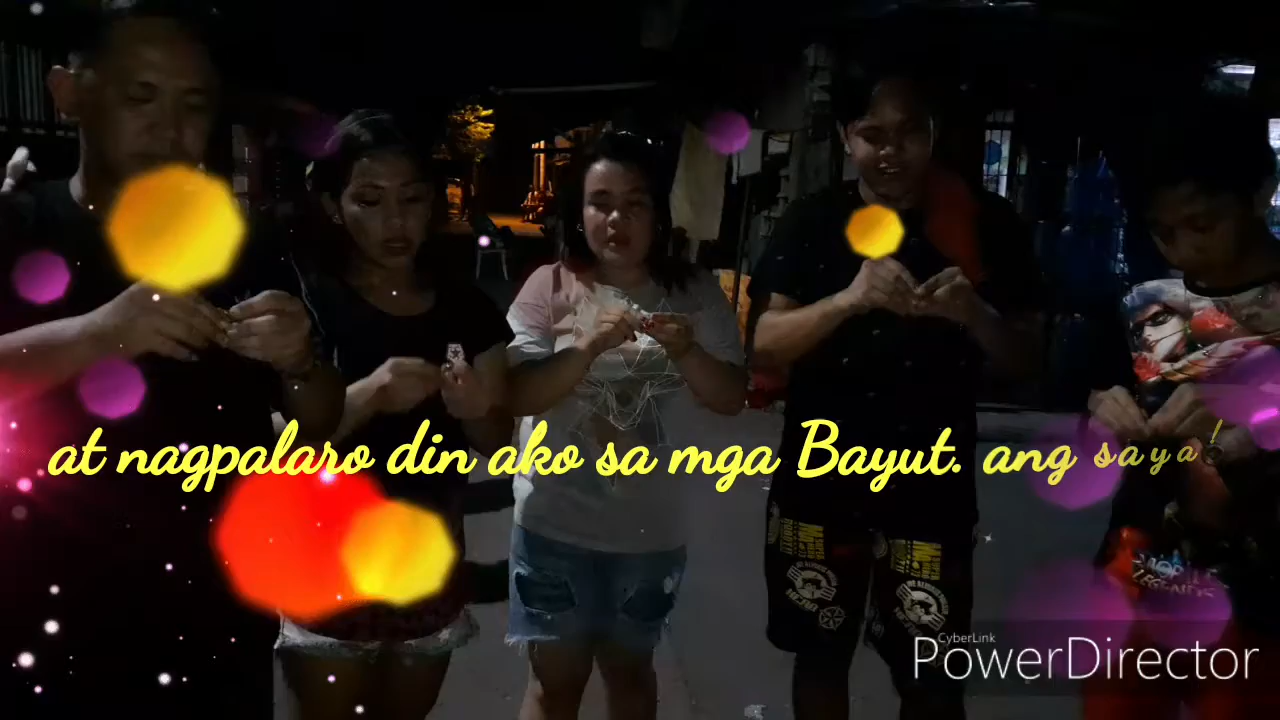 at nagpalaro din ako sa mga Bayut. ang saya!
CyberLink
PowerDirector